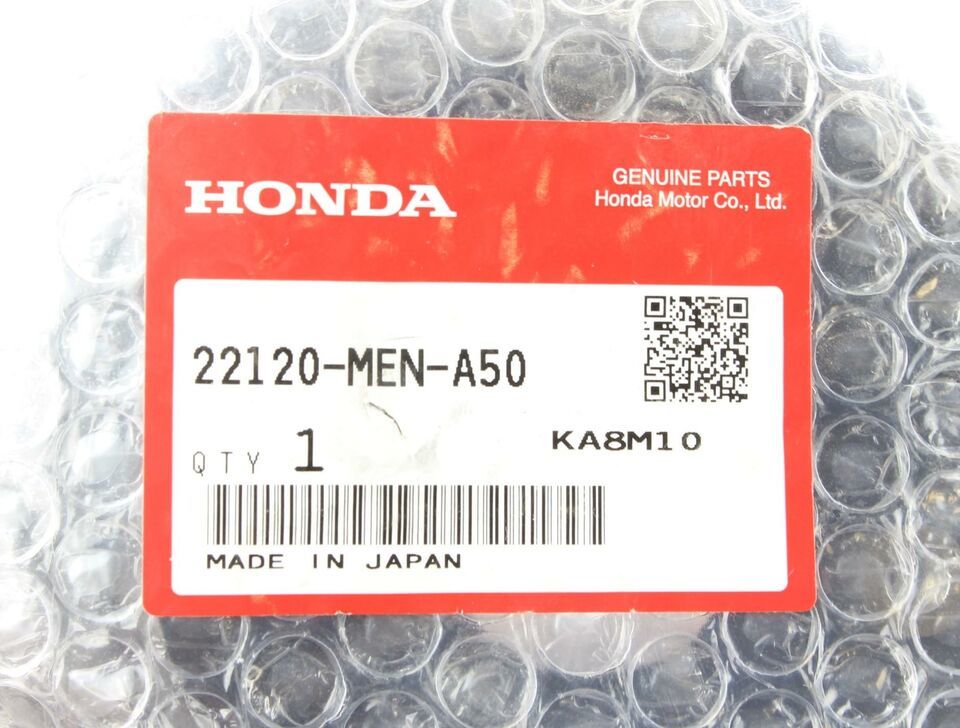 HONDA
GENUINE PARTS
Honda Motor Co., Ltd.
22120-MEN-A50
KA8M10
QTY 1
MADE IN JAPAN